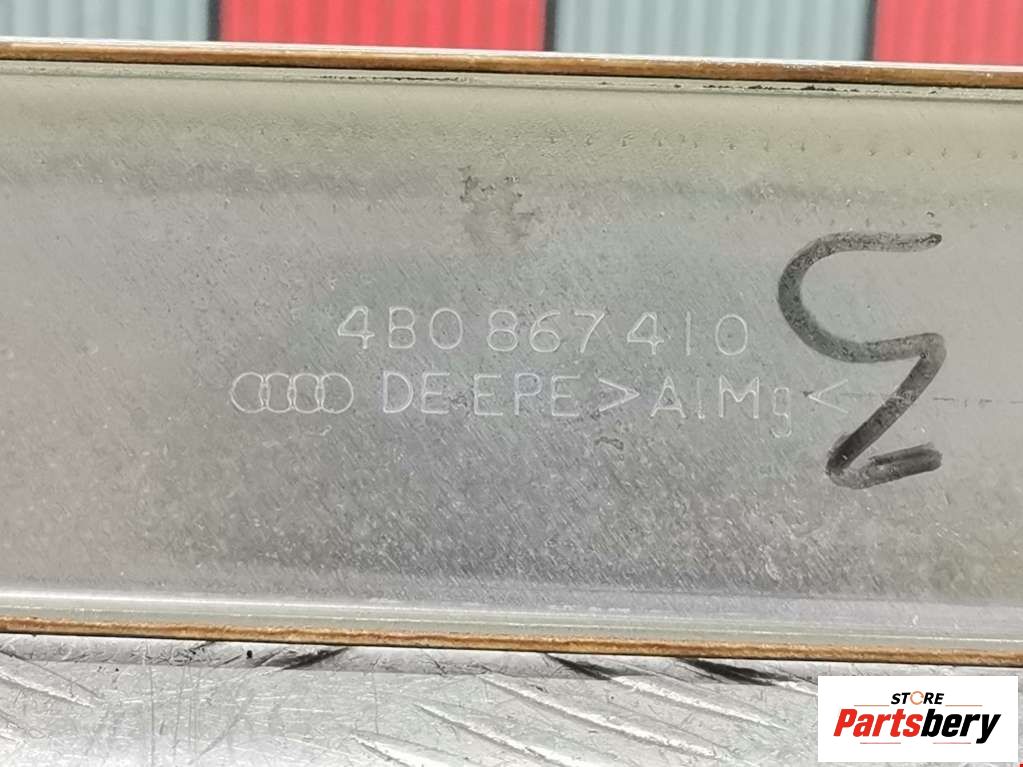 4B0 867 410
DE EPE >AlMg<
STORE
Partsbery